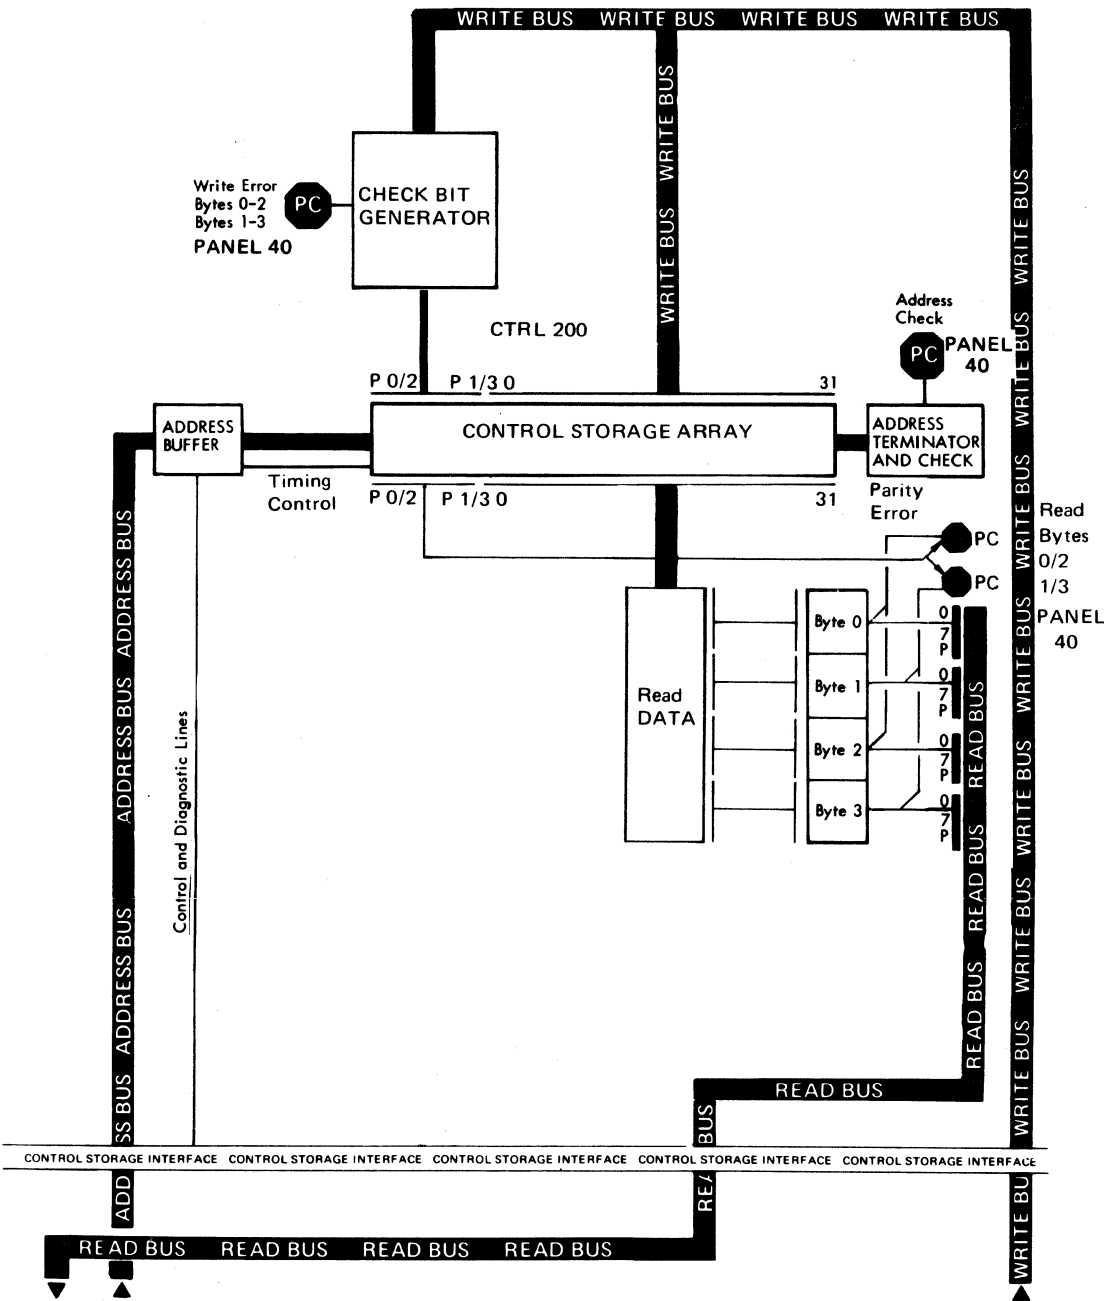 WRITE BUS WRITE BUS WRITE BUS WRITE BUS
WRITE BUS
WRITE BUS
Write Error
Bytes 0-2
Bytes 1-3
PANEL 40
PC
CHECK BIT
GENERATOR
CTRL 200
Address
Check
PC
PANEL
40
P 0/2 P 1/3 0 31
ADDRESS
BUFFER
CONTROL STORAGE ARRAY
ADDRESS
TERMINATOR
AND CHECK
Timing
Control
P 0/2 P 1/3 0 31
Parity
Error
PC
PC
Read
Bytes
0/2
1/3
PANEL
40
Read
DATA
Byte 0
Byte 1
Byte 2
Byte 3
0
7
P
0
7
P
0
7
P
0
7
P
ADDRESS BUS
ADDRESS BUS
ADDRESS BUS
SS BUS
ADD
Control and Diagnostic Lines
READ BUS
READ BUS
READ BUS
READ BUS
BUS
REA
WRITE BUS
WRITE BUS
WRITE BUS
WRITE BUS
WRITE BUS
WRITE BUS
WRITE BUS
WRITE BUS
CONTROL STORAGE INTERFACE CONTROL STORAGE INTERFACE CONTROL STORAGE INTERFACE CONTROL STORAGE INTERFACE CONTROL STORAGE INTERFACE
READ BUS READ BUS READ BUS READ BUS